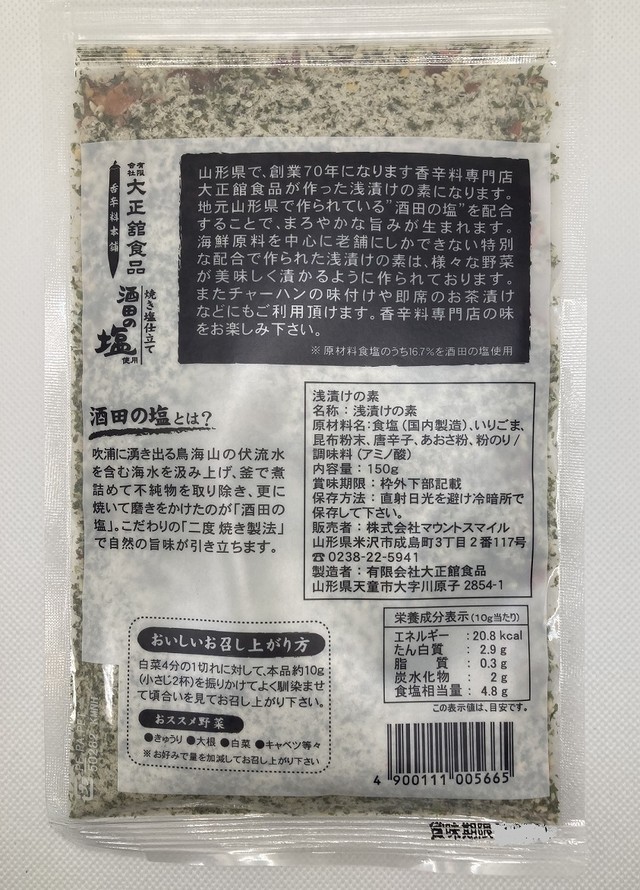 有限会社
大正舘食品
香辛料本舗
焼き塩仕立て
酒田の塩
使用
山形県で、創業70年になります香辛料専門店
大正舘食品が作った浅漬けの素になります。
地元山形県で作られている"酒田の塩"を配合
することで、まろやかな旨みが生まれます。
海鮮原料を中心に老舗にしかできない特別
な配合で作られた浅漬けの素は、様々な野菜
が美味しく漬かるように作られております。
またチャーハンの味付けや即席のお茶漬け
などにもご利用頂けます。香辛料専門店の味
をお楽しみ下さい。
※原材料食塩のうち16.7%を酒田の塩使用
酒田の塩とは?
吹浦に湧き出る鳥海山の伏流水
を含む海水を汲み上げ、釜で煮
詰めて不純物を取り除き、更に
焼いて磨きをかけたのが「酒田の
塩」。こだわりの「二度焼き製法」
で自然の旨味が引き立ちます。
浅漬けの素
名称:浅漬けの素
原材料名:食塩(国内製造)、いりごま、
昆布粉末、唐辛子、あおさ粉、粉のり/
調味料(アミノ酸)
内容量:150g
賞味期限:枠外下部記載
保存方法:直射日光を避け冷暗所で
保存して下さい。
販売者:株式会社マウントスマイル
山形県米沢市成島町3丁目2番117号
☎0238-22-5941
製造者:有限会社大正館食品
山形県天童市大字川原子2854-1
おいしいお召し上がり方
白菜4分の1切れに対して、本品約10g
(小さじ2杯)を振りかけてよく馴染ませ
て頃合いを見てお召し上がり下さい。
おススメ野菜
●きゅうり●大根●白菜●キャベツ等々
※お好みで量を加減してお召し上がり下さい
栄養成分表示(10g当たり)
エネルギー:20.8kcal
たん白質:2.9g
脂質:0.3g
炭水化物:2g
食塩相当量:4.8g
この表示値は、目安です。
4 900111 005665
賞味期限